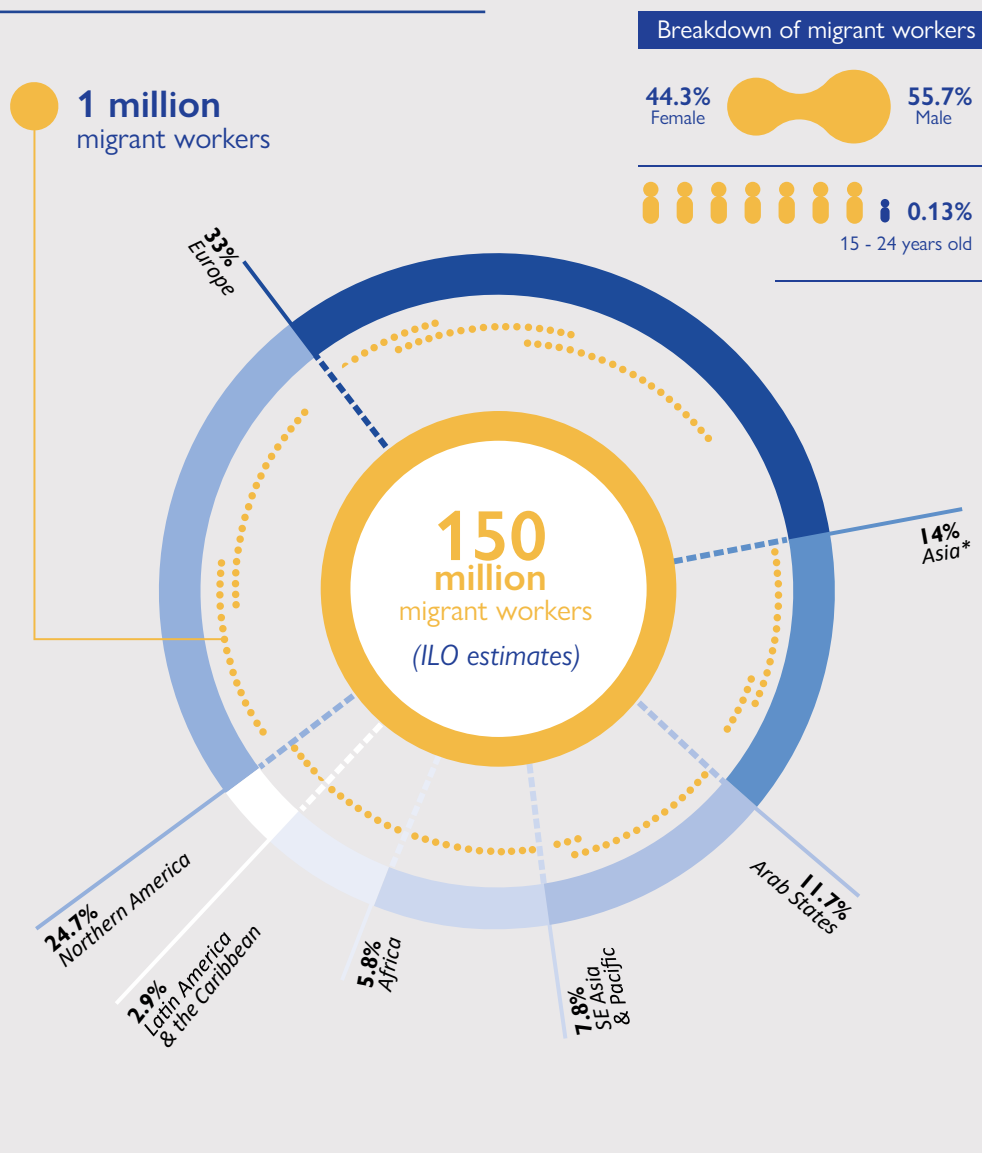 Breakdown of migrant workers
44.3%
Female
55.7%
Male
0.13%
15 - 24 years old
1 million
migrant workers
33%
Europe
14%
Asia*
150
million
migrant workers
(ILO estimates)
11.7%
Arab States
7.8%
SE Asia
& Pacific
5.8%
Africa
2.9%
Latin America
& the Caribbean
24.7%
Northern America